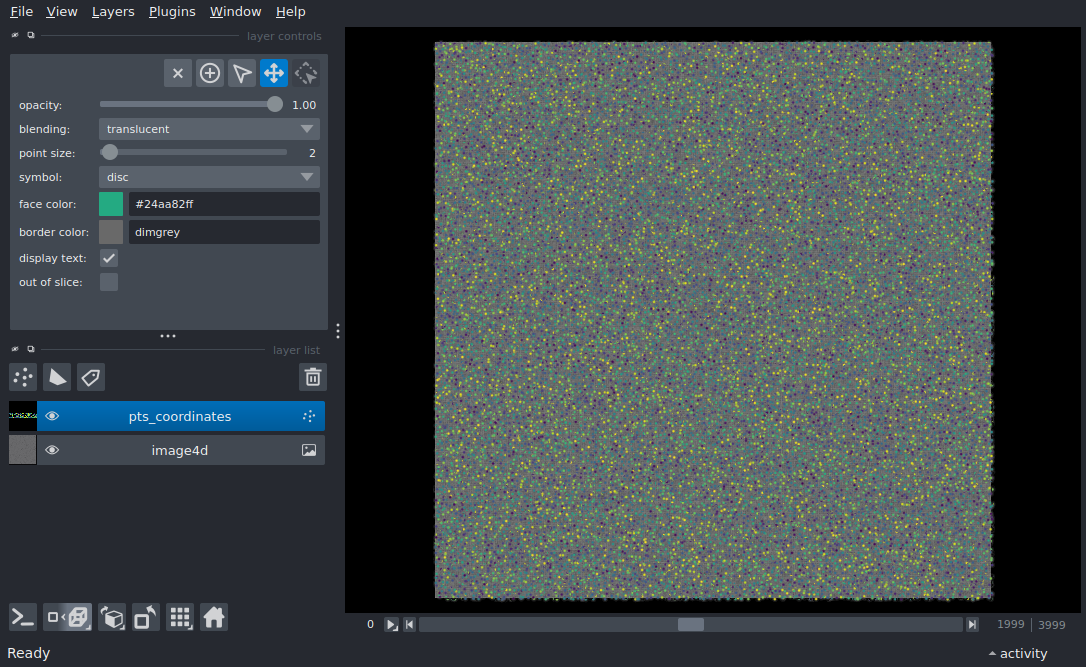 File View Layers Plugins Window Help
layer controls
opacity: 1.00
blending: translucent
point size: 2
symbol: disc
face color: #24aa82ff
border color: dimgrey
display text:
out of slice:
layer list
pts_coordinates
image4d
0 1999 3999
Ready activity